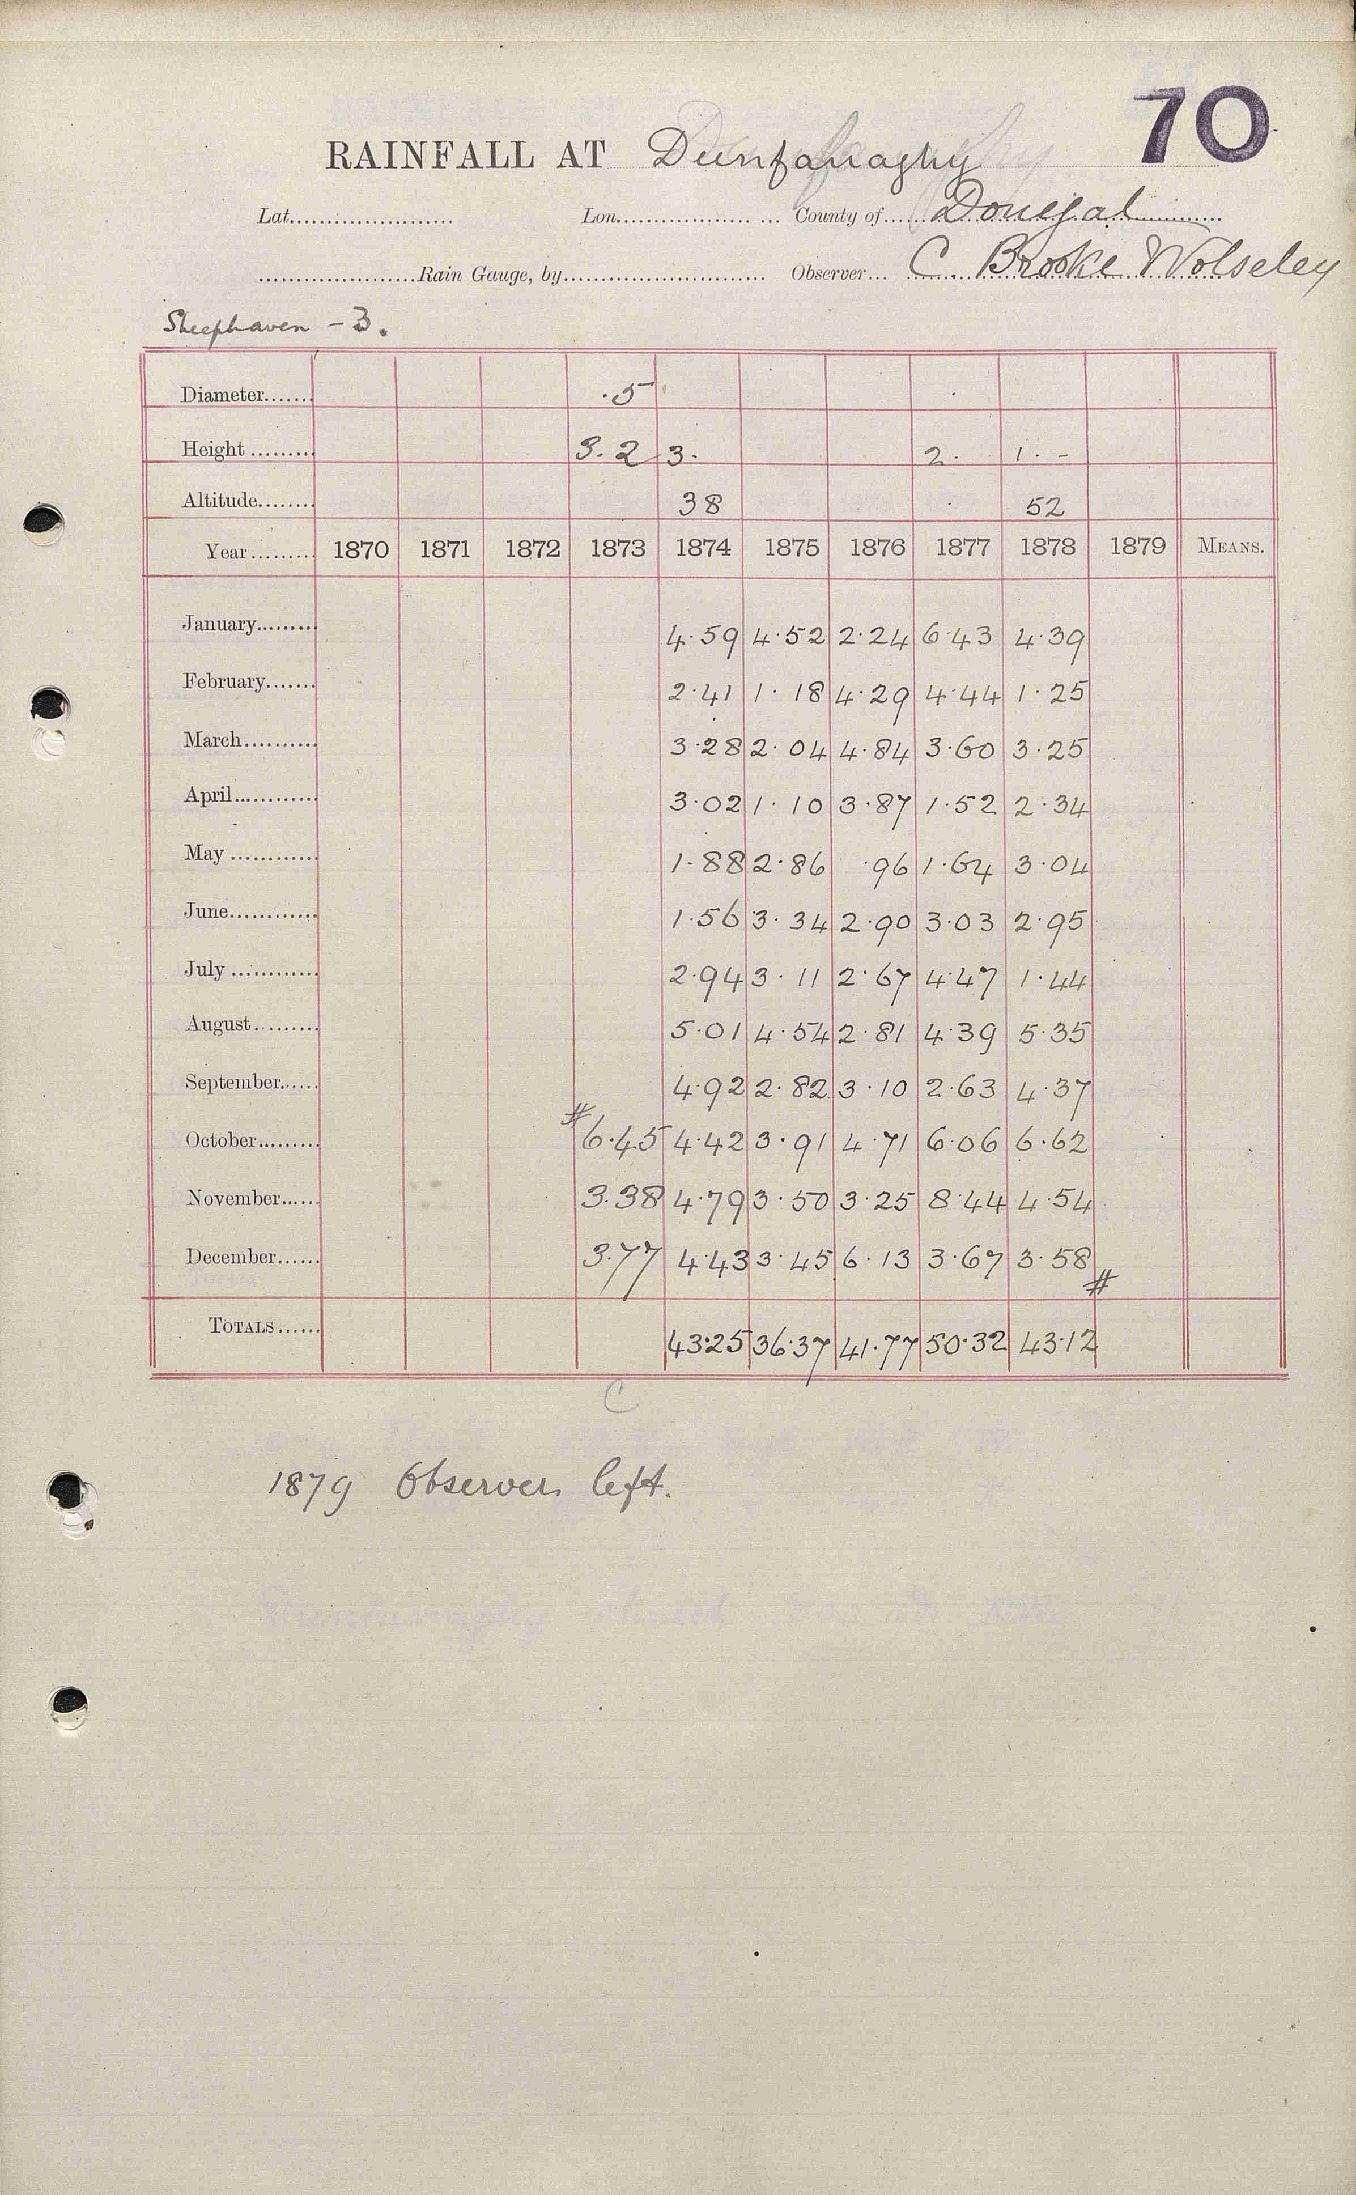 70
RAINFALL AT Dunfanaghy
Lat. Lon. County of Donegal
Rain Gauge, by Observer C. Brooke Wolseley
Sheephaven - 3.
Diameter ·5
Height 3.2 3. 2. 1. -
Altitude 38 52
Year 1870 1871 1872 1873 1874 1875 1876 1877 1878 1879 MEANS.
January 4·59 4·52 2·24 6·43 4·39
February 2·41 1·18 4·29 4·44 1·25
March 3·28 2·04 4·84 3·60 3·25
April 3·02 1·10 3·87 1·52 2·34
May 1·88 2·86 ·96 1·64 3·04
June 1·56 3·34 2·90 3·03 2·95
July 2·94 3·11 2·67 4·47 1·44
August 5·01 4·54 2·81 4·39 5·35
September 4·92 2·82 3·10 2·63 4·37
October #6·45 4·42 3·91 4·71 6·06 6·62
November 3.38 4·79 3·50 3·25 8·44 4·54
December 3.77 4·43 3·45 6·13 3·67 3·58 #
TOTALS 43·25 36·37 41·77 50·32 43·12
C
1879 Observer left.